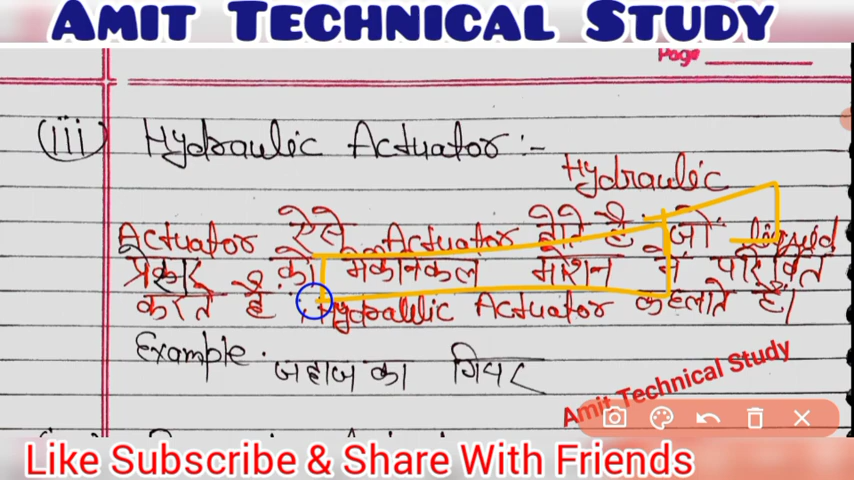 AMIT TECHNICAL STUDY
Page
(iii) Hydraulic Actuator :-
Hydraulic
Actuator ऐसे Actuator होते है जो liquid
प्रेकार को मकानिकल मोशन में परिवर्तित
करते है Hydraulic Actuator कहलाते है।
Example. जहाज का गियर
Amit Technical Study
Like Subscribe & Share With Friends